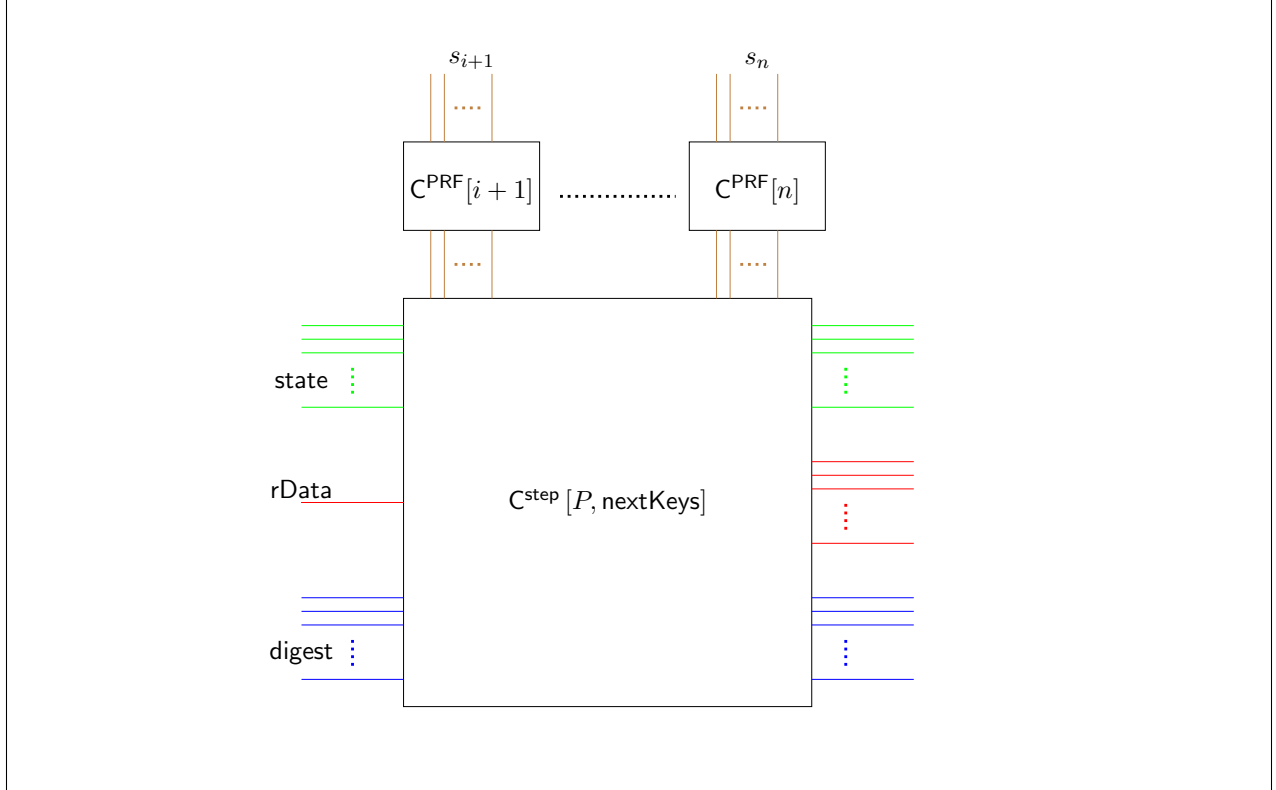 s_{i+1}
s_n
C^{PRF}[i + 1]
C^{PRF}[n]
state
rData
C^{step} [P, nextKeys]
digest